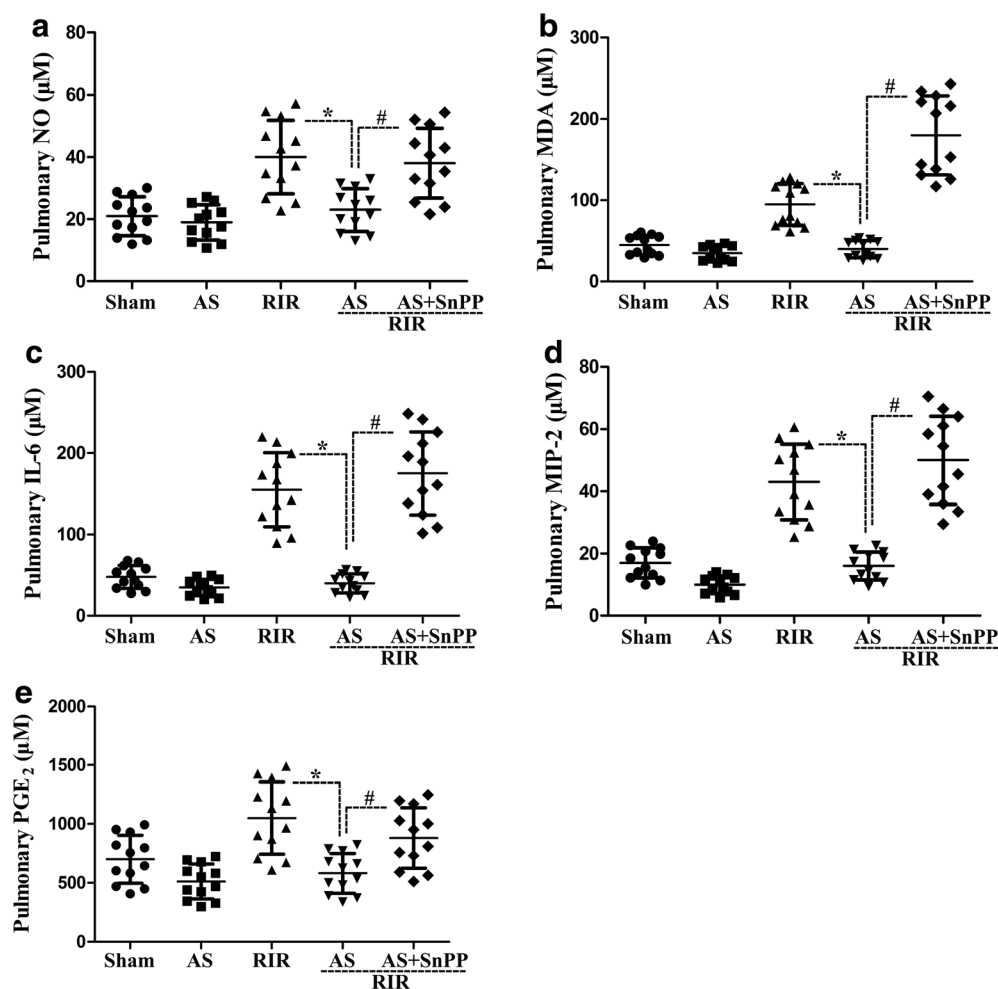 a
Pulmonary NO (µM)
80
60
40
20
0
* #
Sham AS RIR AS AS+SnPP
RIR
b
Pulmonary MDA (µM)
300
200
100
0
* #
Sham AS RIR AS AS+SnPP
RIR
c
Pulmonary IL-6 (µM)
300
200
100
0
* #
Sham AS RIR AS AS+SnPP
RIR
d
Pulmonary MIP-2 (µM)
80
60
40
20
0
* #
Sham AS RIR AS AS+SnPP
RIR
e
Pulmonary PGE₂ (µM)
2000
1500
1000
500
0
* #
Sham AS RIR AS AS+SnPP
RIR